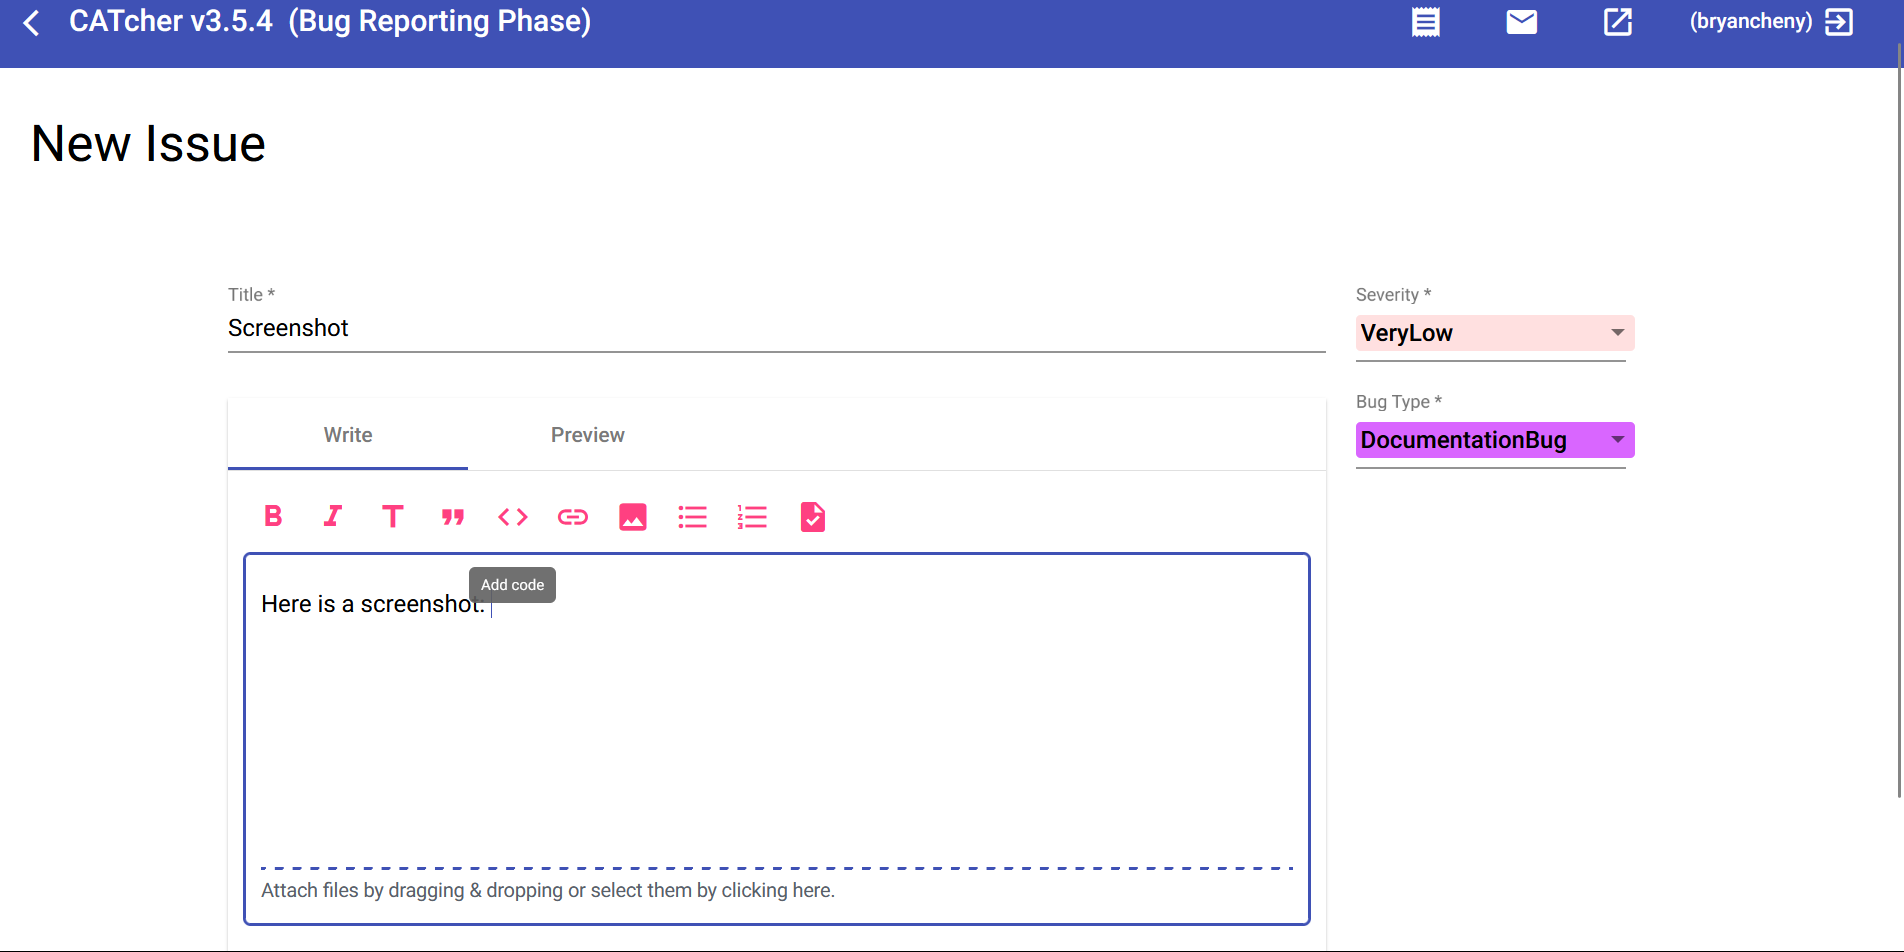 CATcher v3.5.4 (Bug Reporting Phase)
(bryancheny)
New Issue
Title *
Screenshot
Severity *
VeryLow
Bug Type *
DocumentationBug
Write
Preview
Add code
Here is a screenshot:
Attach files by dragging & dropping or select them by clicking here.